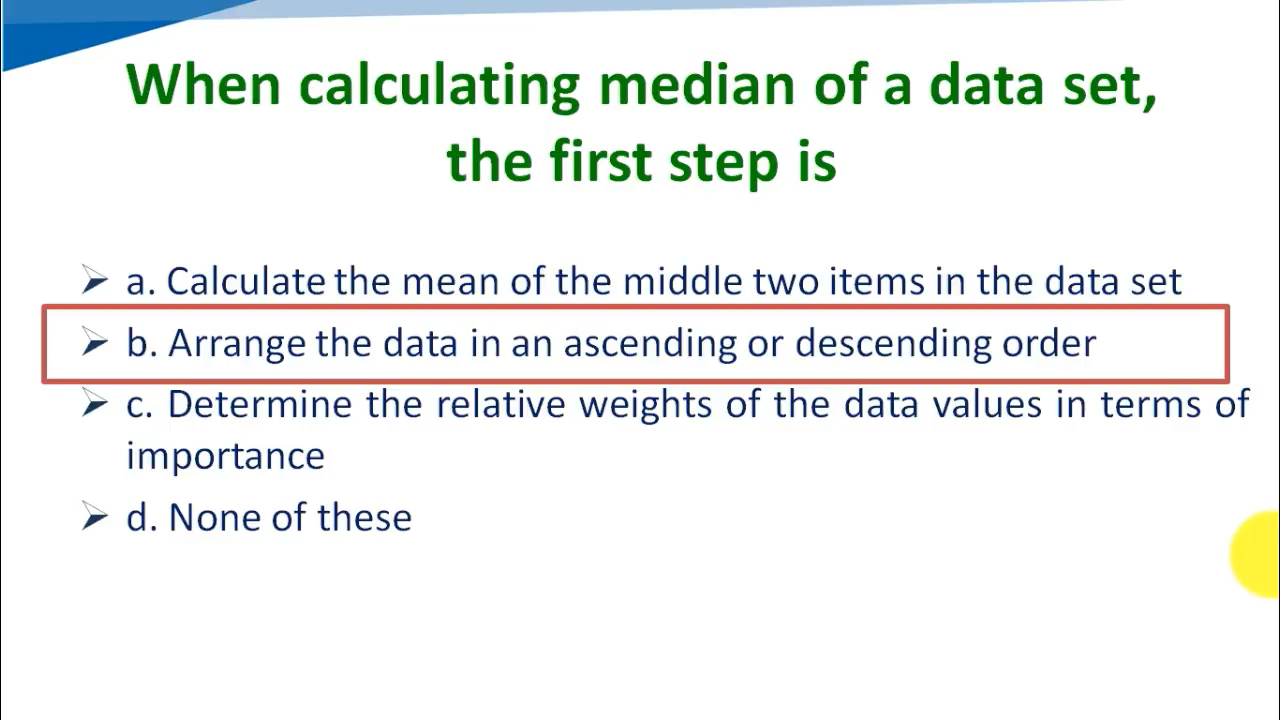 When calculating median of a data set,
the first step is
➢ a. Calculate the mean of the middle two items in the data set
➢ b. Arrange the data in an ascending or descending order
➢ c. Determine the relative weights of the data values in terms of
importance
➢ d. None of these